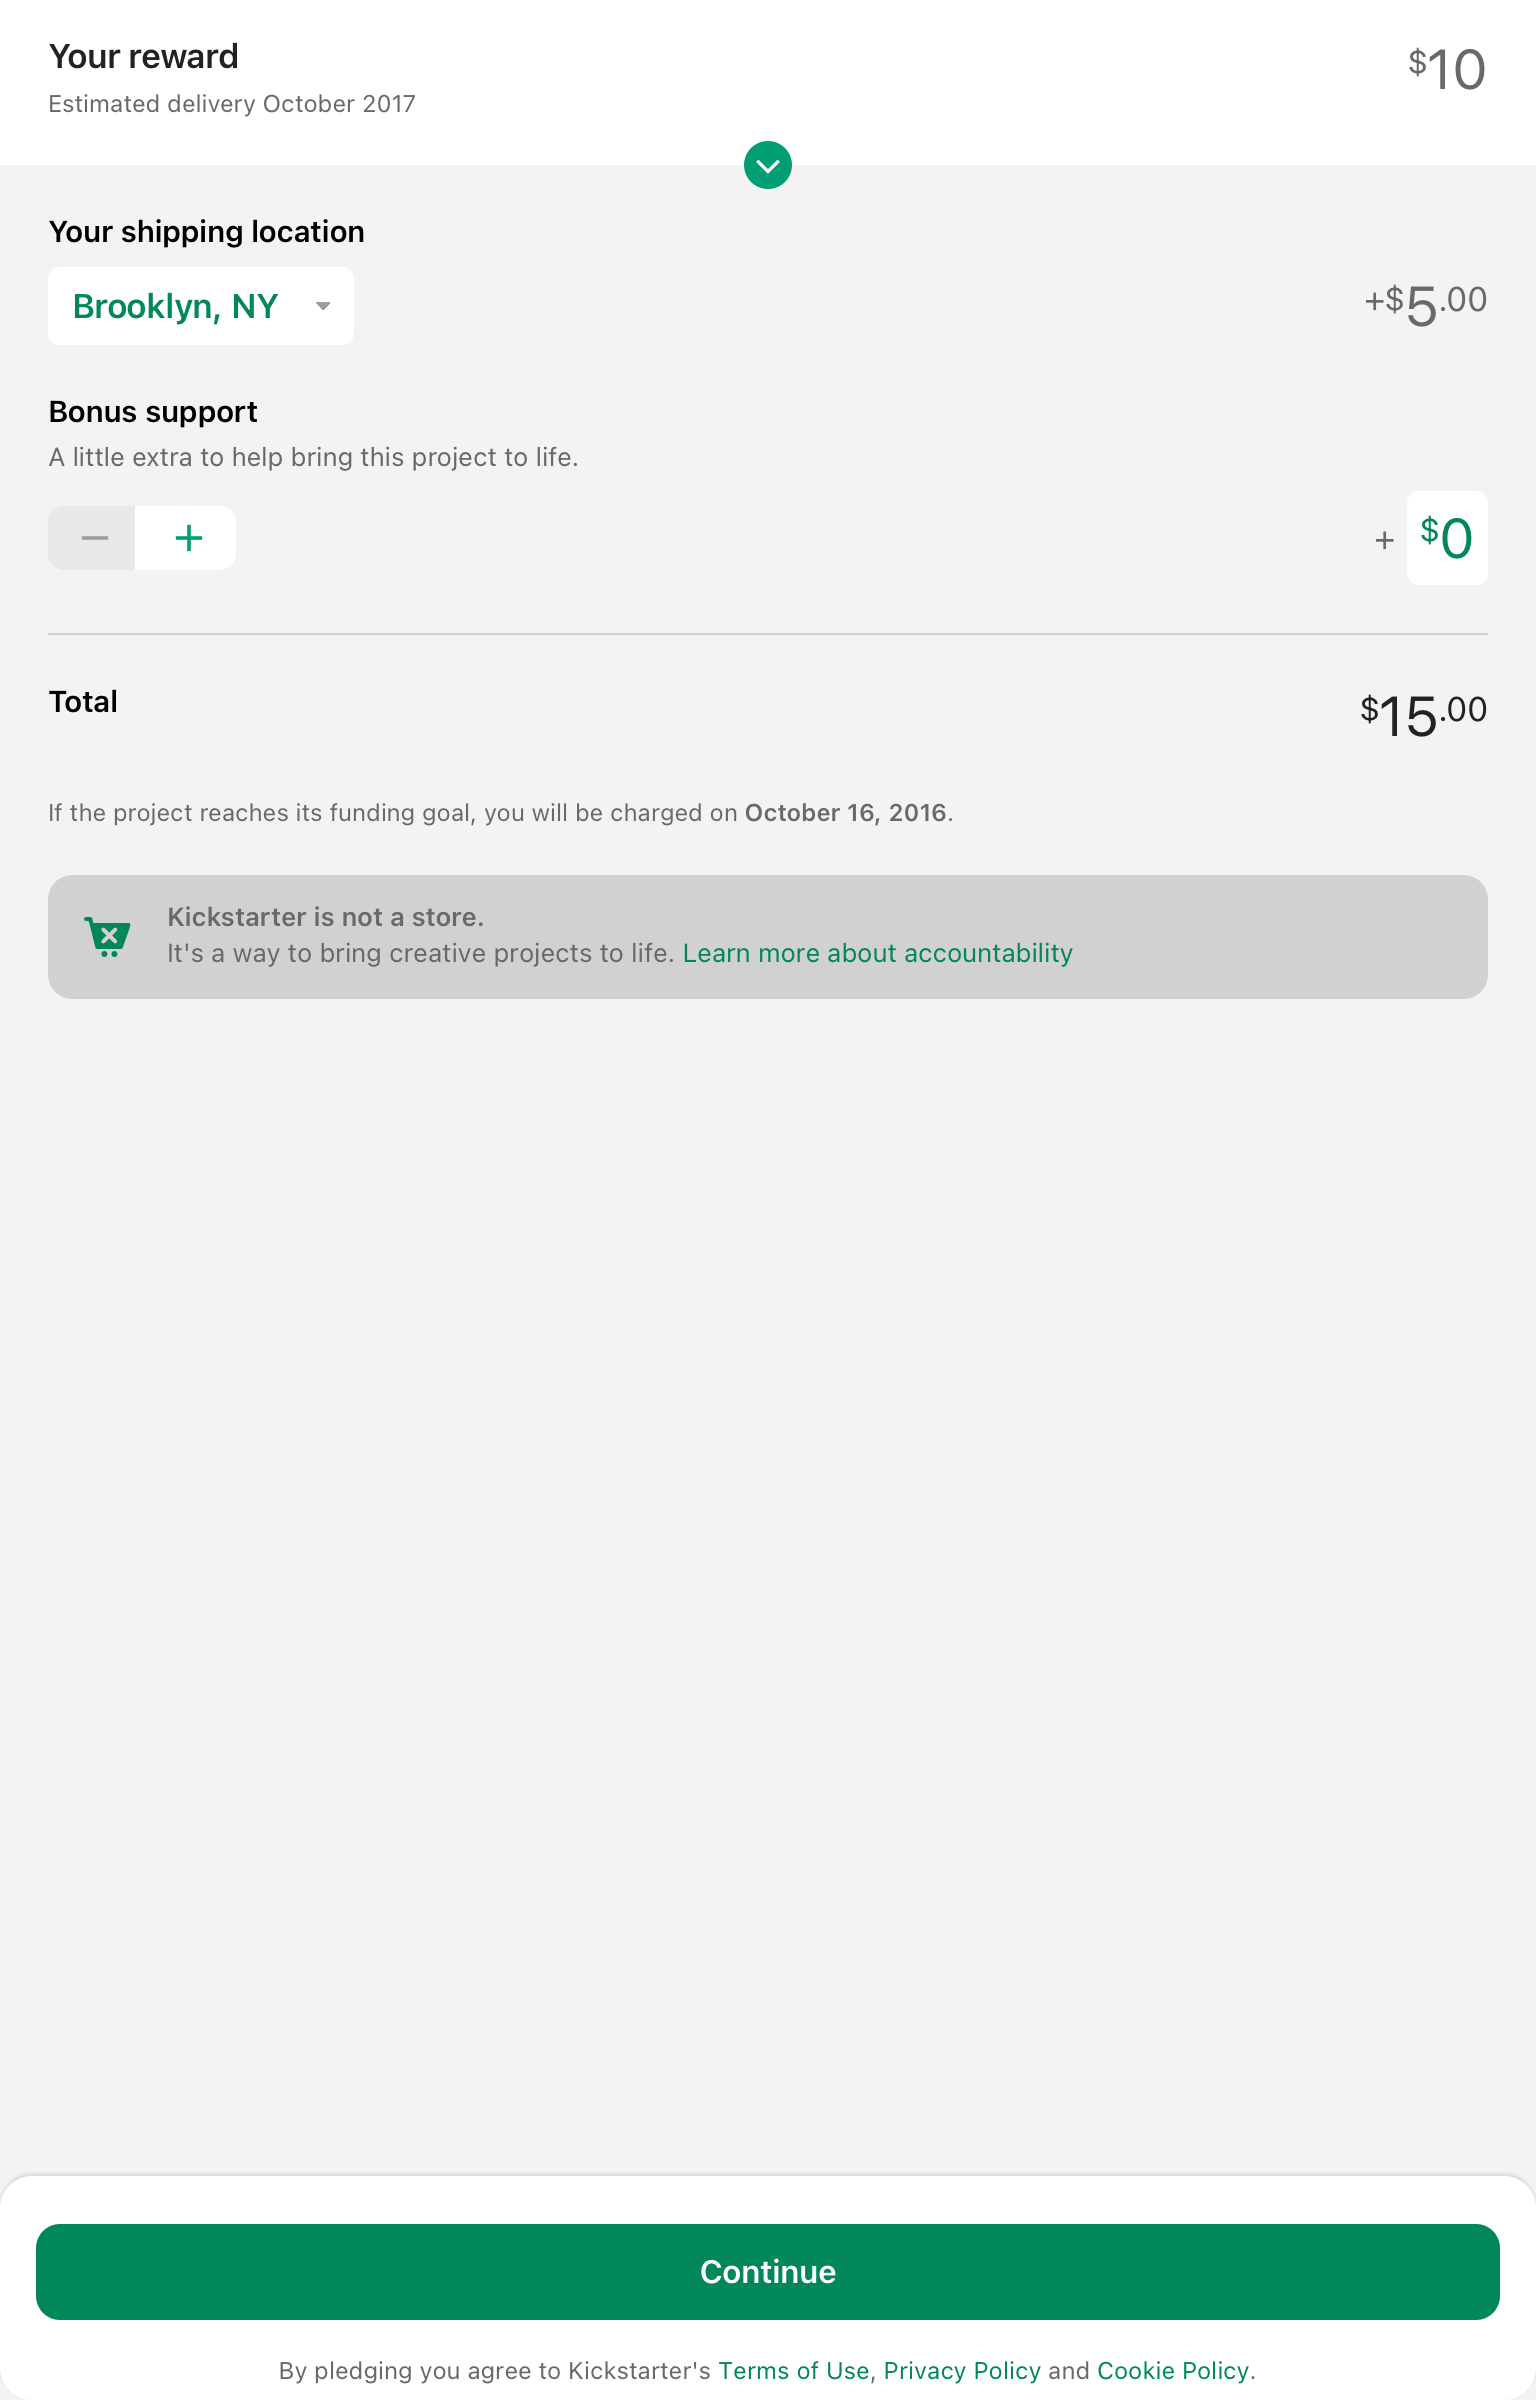 Your reward
$10
Estimated delivery October 2017
Your shipping location
Brooklyn, NY
+$5.00
Bonus support
A little extra to help bring this project to life.
+ $0
Total
$15.00
If the project reaches its funding goal, you will be charged on October 16, 2016.
Kickstarter is not a store.
It's a way to bring creative projects to life. Learn more about accountability
Continue
By pledging you agree to Kickstarter's Terms of Use, Privacy Policy and Cookie Policy.